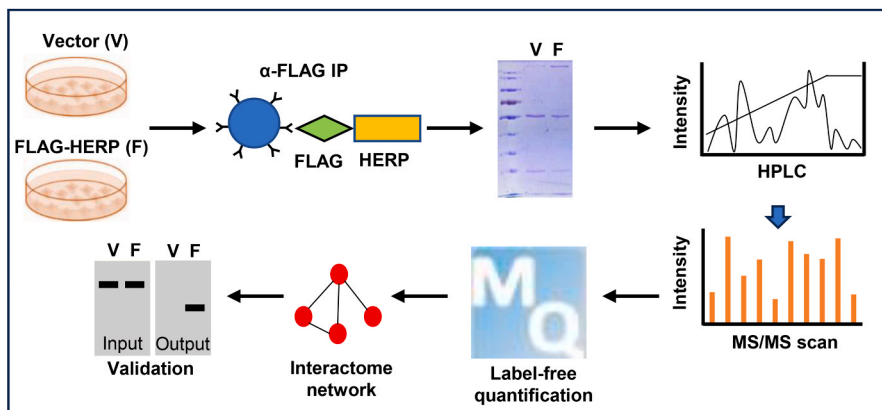 Vector (V)
FLAG-HERP (F)
α-FLAG IP
FLAG
HERP
V F
Intensity
HPLC
Intensity
MS/MS scan
M
Q
Label-free
quantification
Interactome
network
V F V F
Input Output
Validation